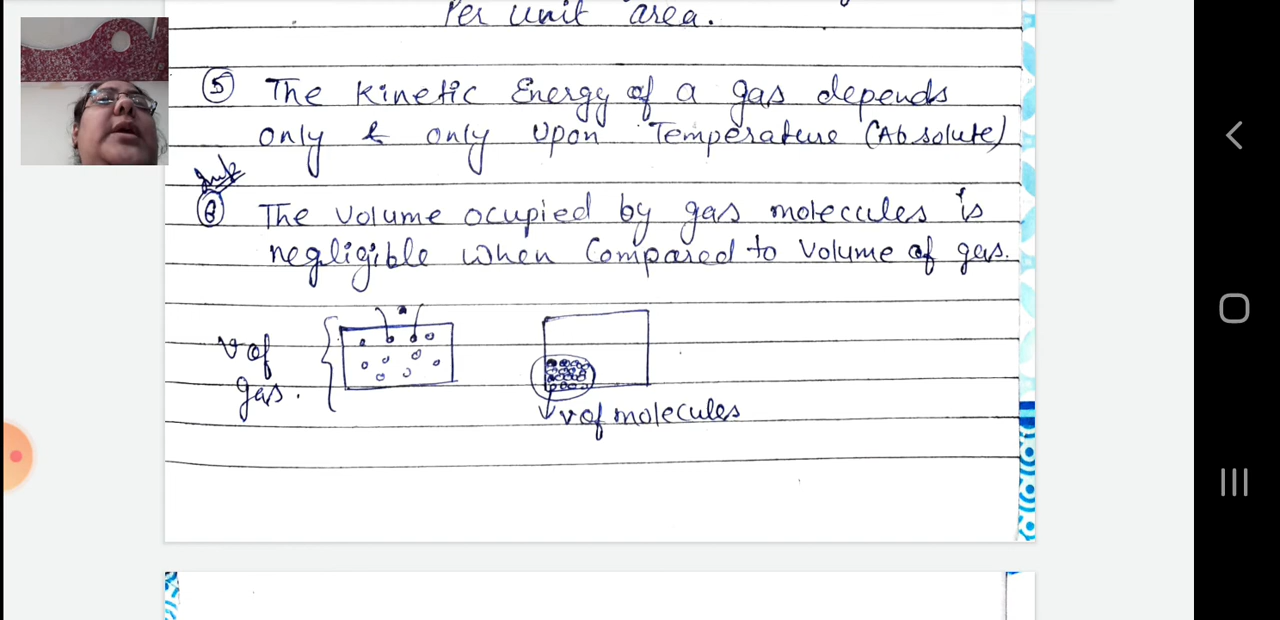 Per unit area.
⑤ The Kinetic Energy of a gas depends
only & only upon Temperature (Absolute)
⑥ The Volume ocupied by gas molecules is
negligible when Compared to Volume of gas.
v of
gas.
v of molecules